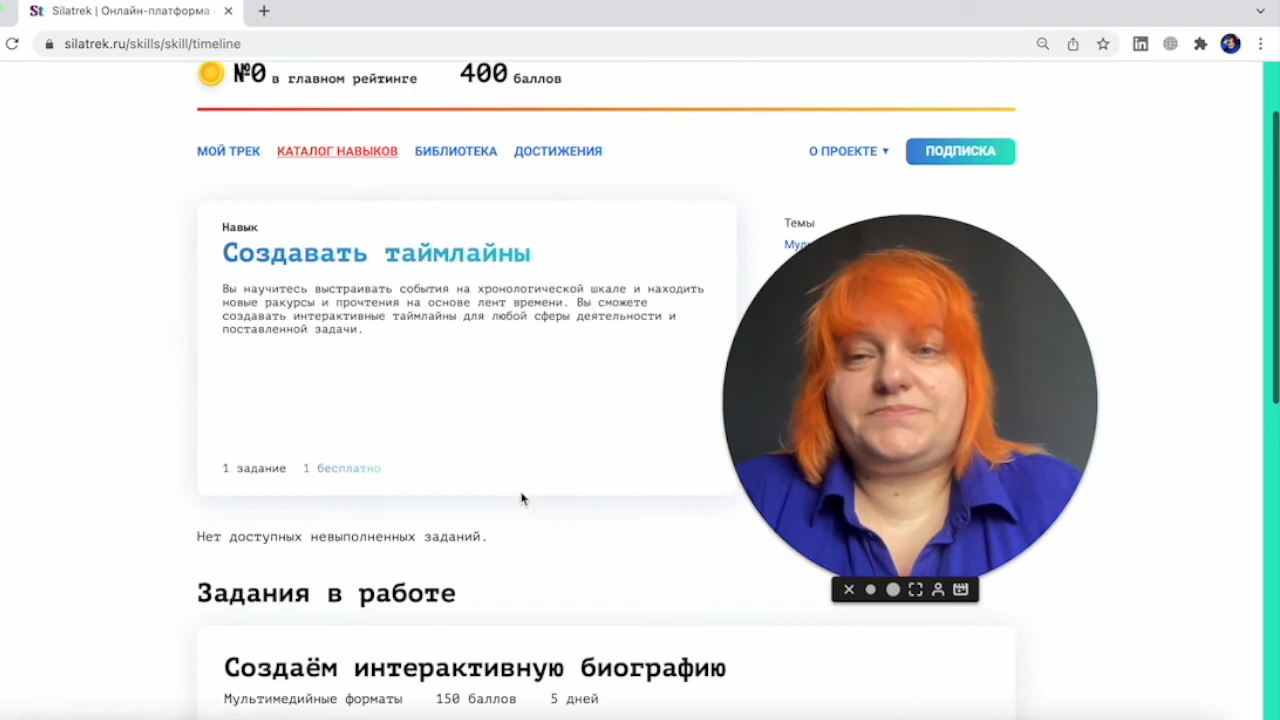 St Silatrek | Онлайн-платформа
silatrek.ru/skills/skill/timeline
№0 в главном рейтинге 400 баллов
МОЙ ТРЕК КАТАЛОГ НАВЫКОВ БИБЛИОТЕКА ДОСТИЖЕНИЯ О ПРОЕКТЕ ▼ ПОДПИСКА
Навык
Создавать таймлайны
Вы научитесь выстраивать события на хронологической шкале и находить
новые ракурсы и прочтения на основе лент времени. Вы сможете
создавать интерактивные таймлайны для любой сферы деятельности и
поставленной задачи.
1 задание 1 бесплатно
Темы
Нет доступных невыполненных заданий.
Задания в работе
Создаём интерактивную биографию
Мультимедийные форматы 150 баллов 5 дней